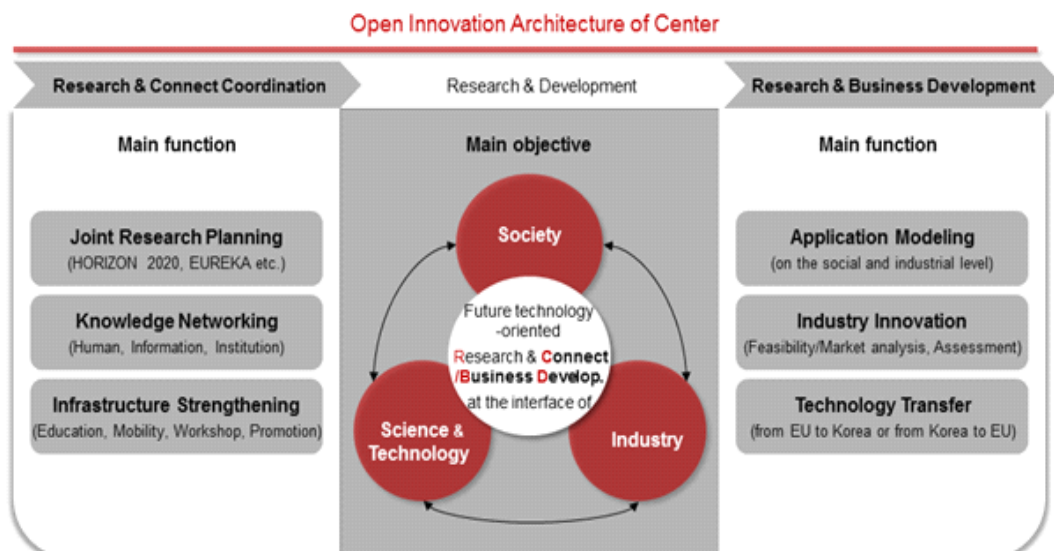 Open Innovation Architecture of Center
Research & Connect Coordination
Research & Development
Research & Business Development
Main function
Joint Research Planning
(HORIZON 2020, EUREKA etc.)
Knowledge Networking
(Human, Information, Institution)
Infrastructure Strengthening
(Education, Mobility, Workshop, Promotion)
Main objective
Society
Future technology
-oriented
Research & Connect
/Business Develop.
at the interface of
Science &
Technology
Industry
Main function
Application Modeling
(on the social and industrial level)
Industry Innovation
(Feasibility/Market analysis, Assessment)
Technology Transfer
(from EU to Korea or from Korea to EU)